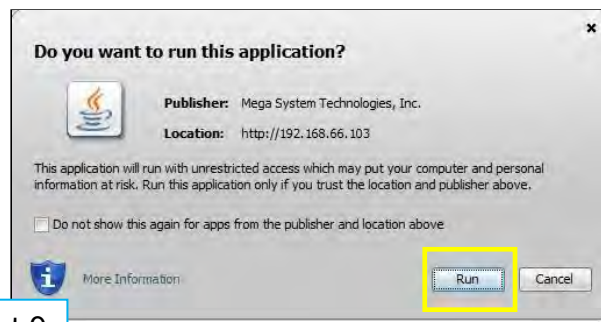 Do you want to run this application?
Publisher: Mega System Technologies, Inc.
Location: http://192.168.66.103
This application will run with unrestricted access which may put your computer and personal
information at risk. Run this application only if you trust the location and publisher above.
Do not show this again for apps from the publisher and location above
More Information
Run
Cancel